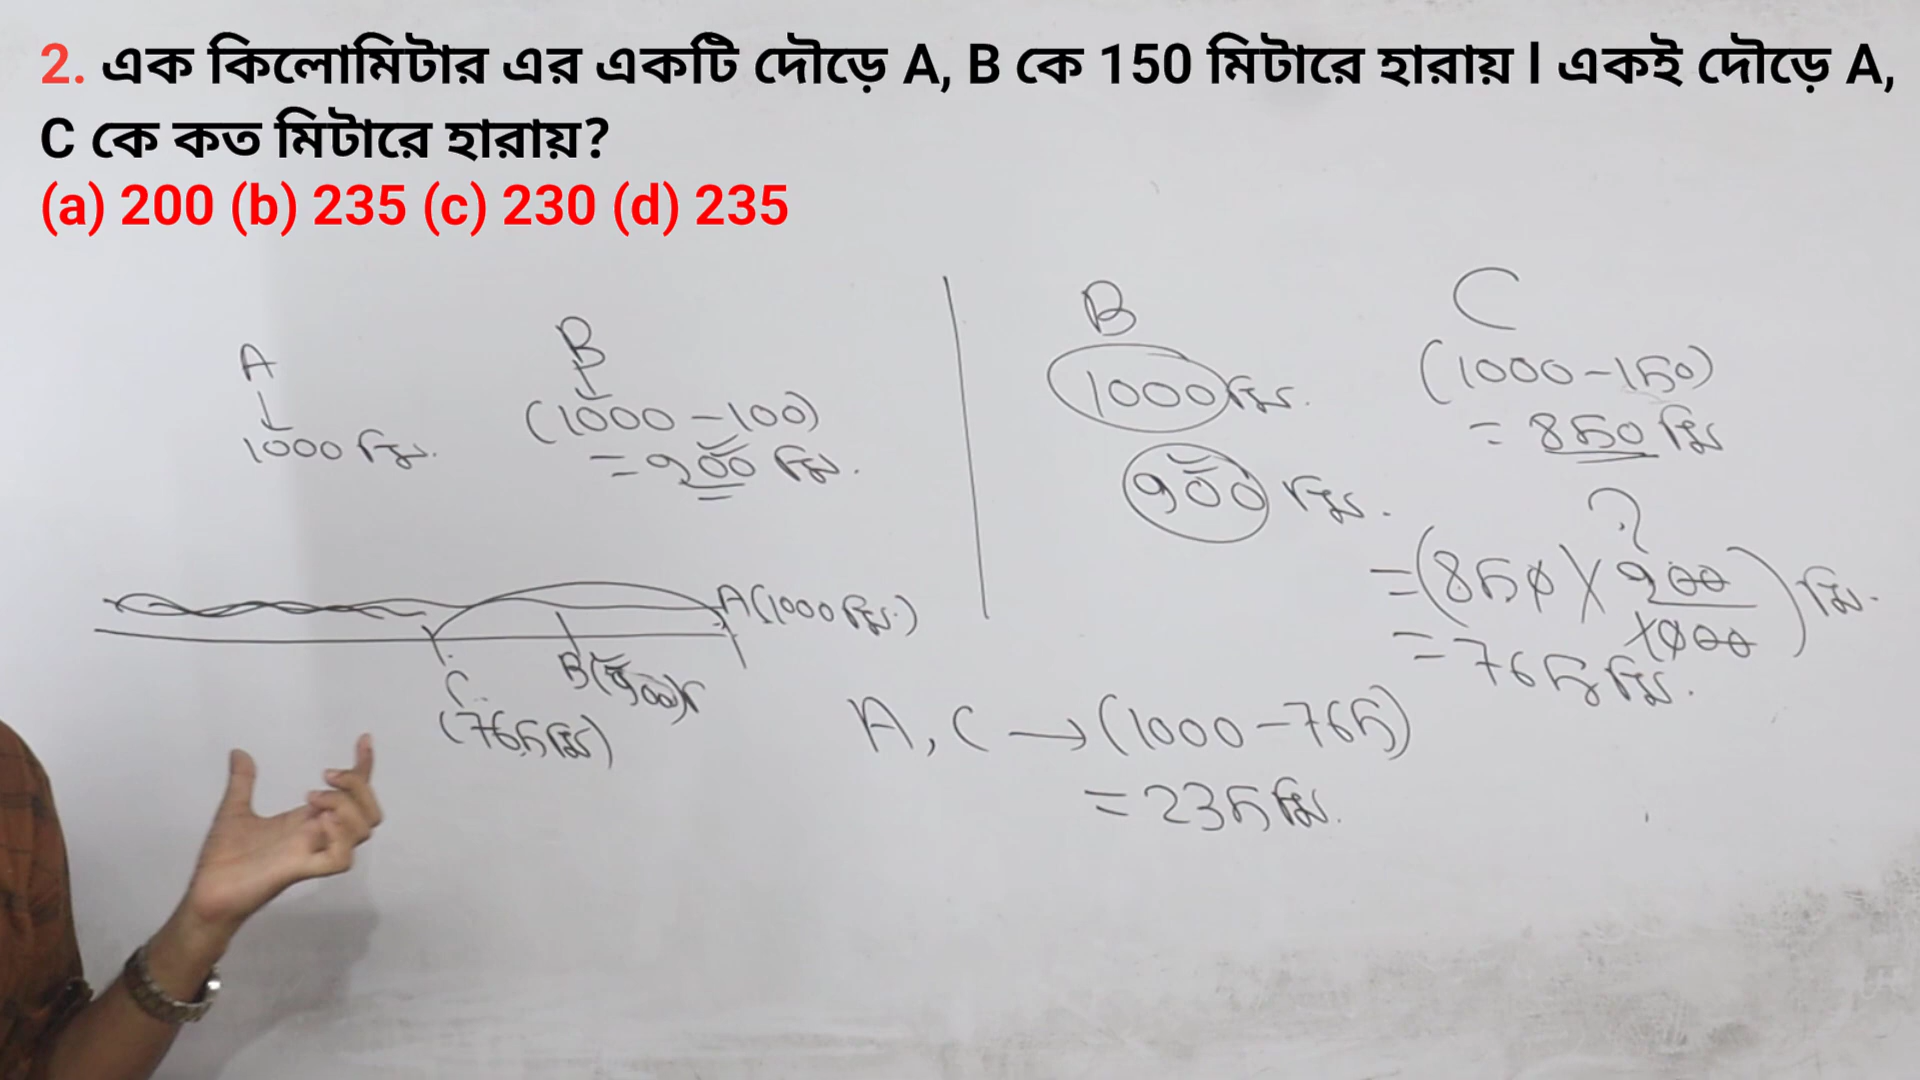 2. এক কিলোমিটার এর একটি দৌড়ে A, B কে 150 মিটারে হারায় l একই দৌড়ে A,
C কে কত মিটারে হারায়?
(a) 200 (b) 235 (c) 230 (d) 235
A
1000 মি.
B
(1000 - 100)
= 900 মি.
A(1000 মি.)
B(900)
C
(765 মি)
B
1000 মি.
900 মি.
C
(1000 - 150)
= 850 মি
?
= (850 X 900/1000) মি.
= 765 মি.
A, C → (1000 - 765)
= 235 মি.